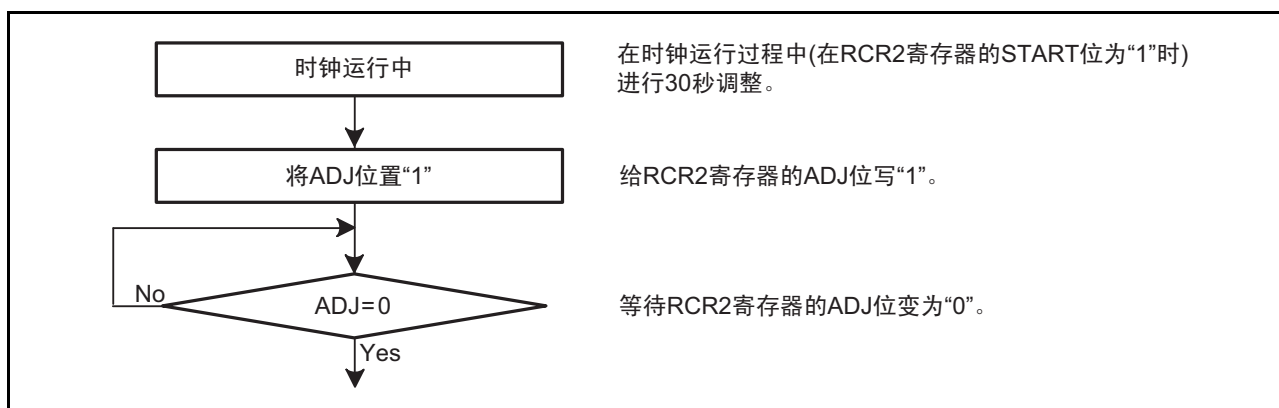 时钟运行中
在时钟运行过程中(在RCR2寄存器的START位为“1”时)
进行30秒调整。
将ADJ位置“1”
给RCR2寄存器的ADJ位写“1”。
No
ADJ=0
等待RCR2寄存器的ADJ位变为“0”。
Yes